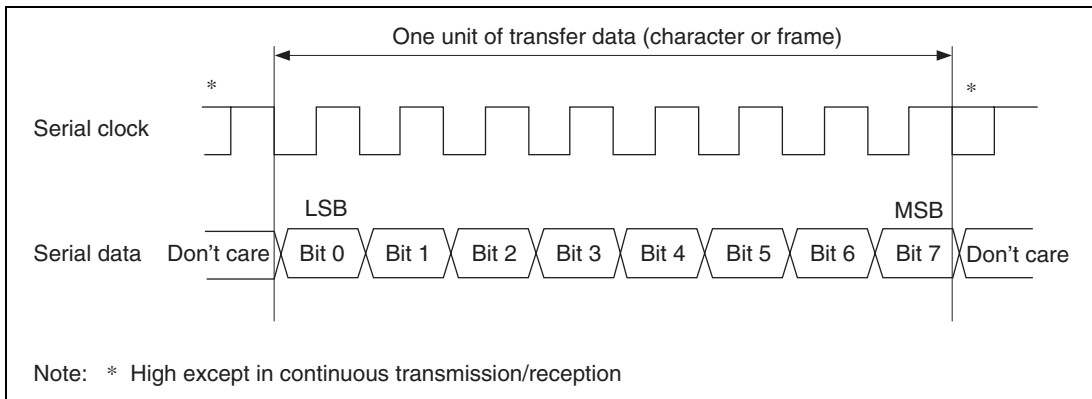 One unit of transfer data (character or frame)
* *
Serial clock
LSB MSB
Serial data Don't care Bit 0 Bit 1 Bit 2 Bit 3 Bit 4 Bit 5 Bit 6 Bit 7 Don't care
Note: * High except in continuous transmission/reception